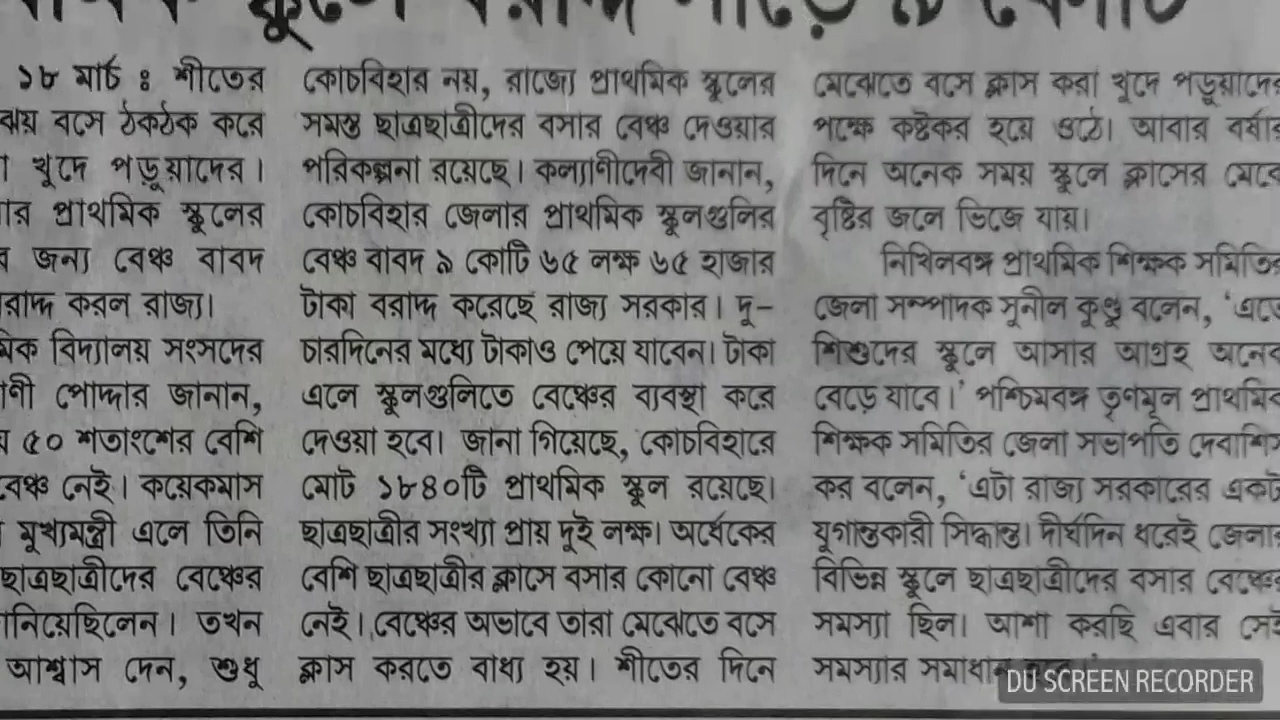 স্কুলে বরাদ্দ সাড়ে ৯ কোটি
১৮ মার্চ ঃ শীতের
বসে ঠকঠক করে
খুদে পড়ুয়াদের।
প্রাথমিক স্কুলের
জন্য বেঞ্চ বাবদ
বরাদ্দ করল রাজ্য।
বিদ্যালয় সংসদের
পোদ্দার জানান,
৫০ শতাংশের বেশি
বেঞ্চ নেই। কয়েকমাস
মুখ্যমন্ত্রী এলে তিনি
ছাত্রছাত্রীদের বেঞ্চের
জানিয়েছিলেন। তখন
আশ্বাস দেন, শুধু
কোচবিহার নয়, রাজ্যে প্রাথমিক স্কুলের
সমস্ত ছাত্রছাত্রীদের বসার বেঞ্চ দেওয়ার
পরিকল্পনা রয়েছে। কল্যাণীদেবী জানান,
কোচবিহার জেলার প্রাথমিক স্কুলগুলির
বেঞ্চ বাবদ ৯ কোটি ৬৫ লক্ষ ৬৫ হাজার
টাকা বরাদ্দ করেছে রাজ্য সরকার। দু-
চারদিনের মধ্যে টাকাও পেয়ে যাবেন। টাকা
এলে স্কুলগুলিতে বেঞ্চের ব্যবস্থা করে
দেওয়া হবে। জানা গিয়েছে, কোচবিহারে
মোট ১৮৪০টি প্রাথমিক স্কুল রয়েছে।
ছাত্রছাত্রীর সংখ্যা প্রায় দুই লক্ষ। অর্ধেকের
বেশি ছাত্রছাত্রীর ক্লাসে বসার কোনো বেঞ্চ
নেই। বেঞ্চের অভাবে তারা মেঝেতে বসে
ক্লাস করতে বাধ্য হয়। শীতের দিনে
মেঝেতে বসে ক্লাস করা খুদে পড়ুয়াদের
পক্ষে কষ্টকর হয়ে ওঠে। আবার বর্ষার
দিনে অনেক সময় স্কুলে ক্লাসের মেঝে
বৃষ্টির জলে ভিজে যায়।
নিখিলবঙ্গ প্রাথমিক শিক্ষক সমিতির
জেলা সম্পাদক সুনীল কুণ্ডু বলেন, ‘এতে
শিশুদের স্কুলে আসার আগ্রহ অনেক
বেড়ে যাবে।’ পশ্চিমবঙ্গ তৃণমূল প্রাথমিক
শিক্ষক সমিতির জেলা সভাপতি দেবাশিস
কর বলেন, ‘এটা রাজ্য সরকারের একটা
যুগান্তকারী সিদ্ধান্ত। দীর্ঘদিন ধরেই জেলার
বিভিন্ন স্কুলে ছাত্রছাত্রীদের বসার বেঞ্চের
সমস্যা ছিল। আশা করছি এবার সেই
সমস্যার সমাধান
DU SCREEN RECORDER